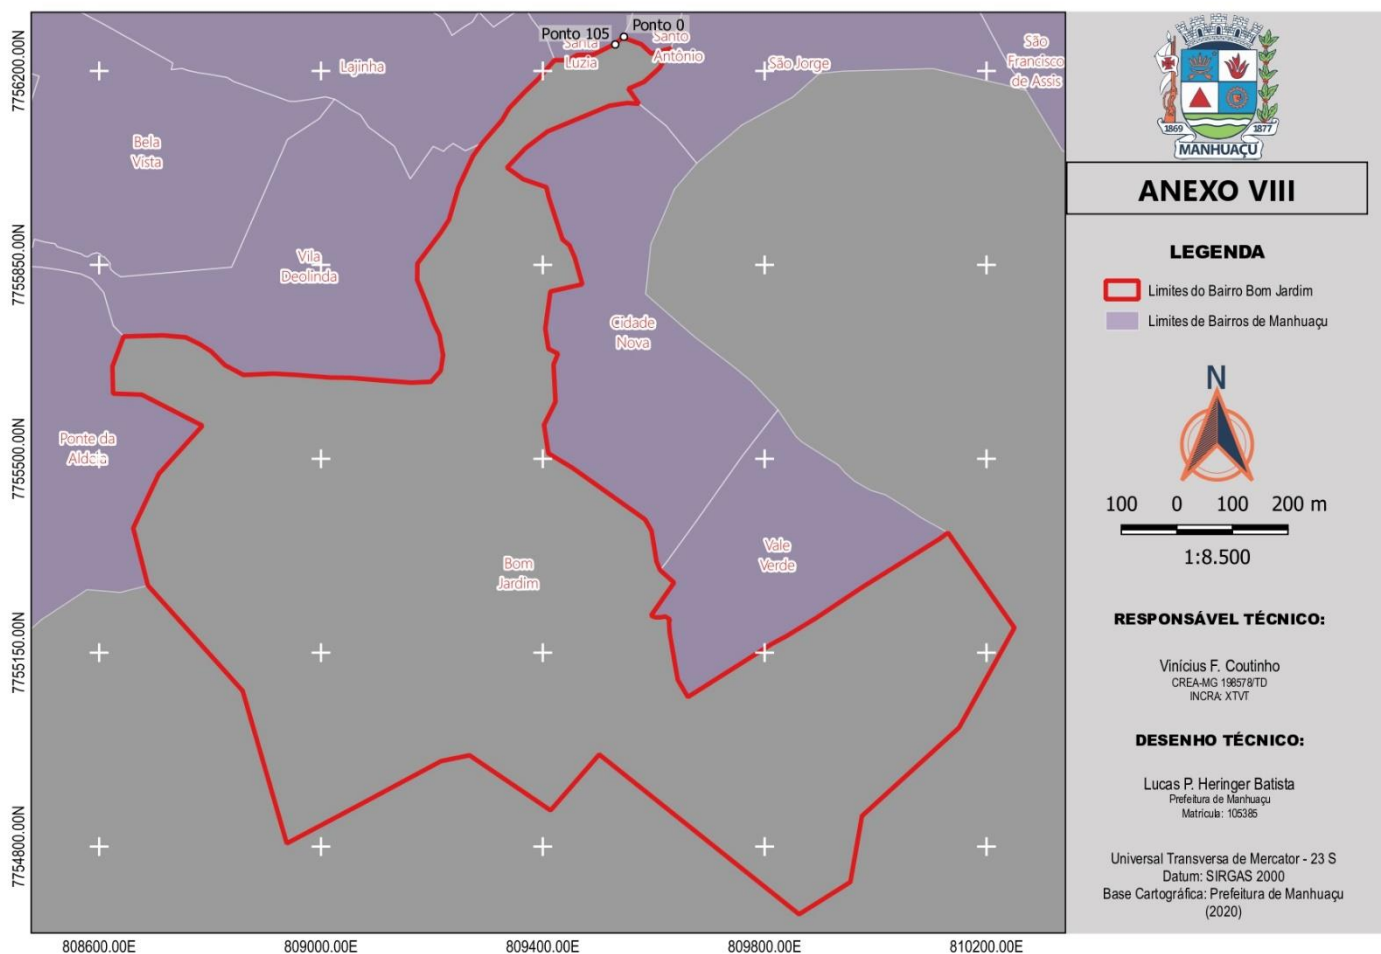 Ponto 105
Ponto 0
Santa
Luzia
Santo
Antônio
São Jorge
São
Francisco
de Assis
Lajinha
Bela
Vista
Vila
Deolinda
Cidade
Nova
Ponte da
Aldeia
Bom
Jardim
Vale
Verde
7756200.00N
7755850.00N
7755500.00N
7755150.00N
7754800.00N
808600.00E
809000.00E
809400.00E
809800.00E
810200.00E
1869
1877
MANHUAÇU
ANEXO VIII
LEGENDA
Limites do Bairro Bom Jardim
Limites de Bairros de Manhuaçu
N
100 0 100 200 m
1:8.500
RESPONSÁVEL TÉCNICO:
Vinícius F. Coutinho
CREA-MG 198578/TD
INCRA: XTVT
DESENHO TÉCNICO:
Lucas P. Heringer Batista
Prefeitura de Manhuaçu
Matrícula: 105385
Universal Transversa de Mercator - 23 S
Datum: SIRGAS 2000
Base Cartográfica: Prefeitura de Manhuaçu
(2020)